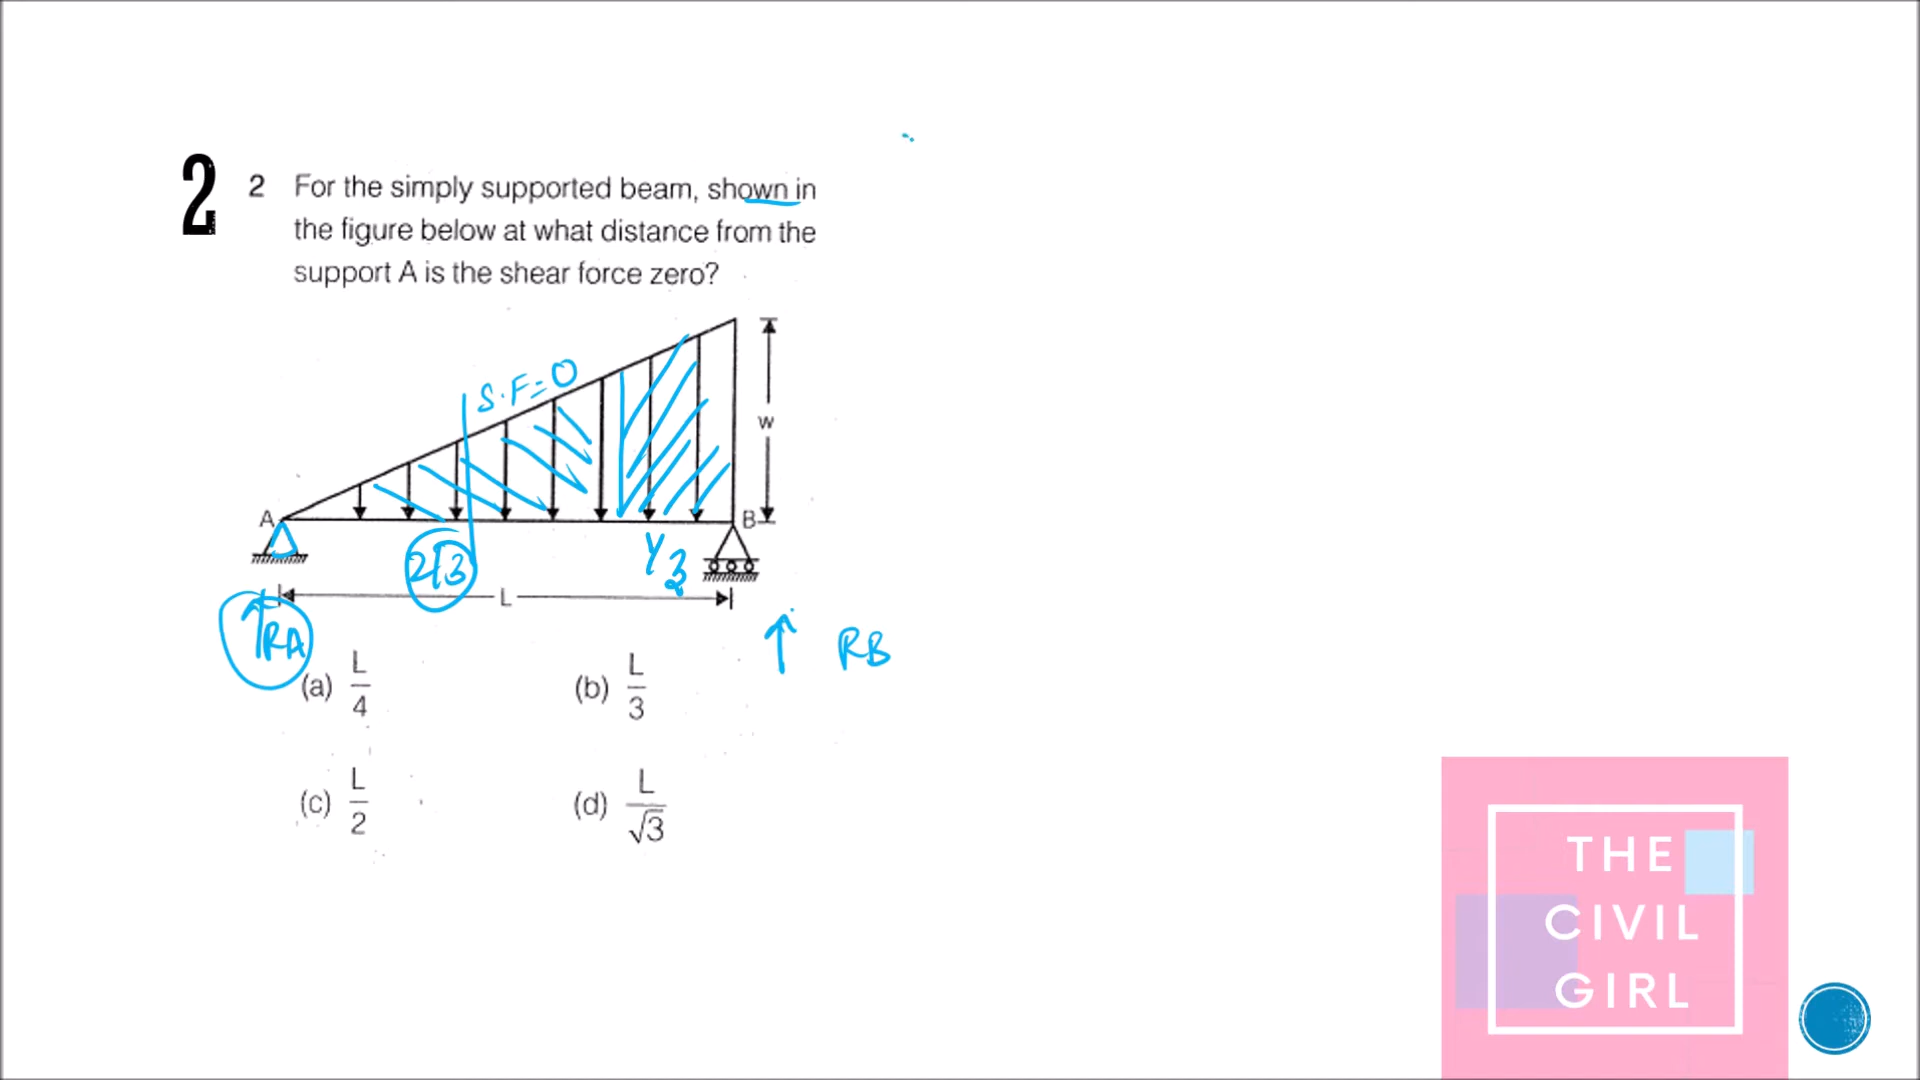 2
2 For the simply supported beam, shown in
the figure below at what distance from the
support A is the shear force zero?
S.F=0
w
A
B
2/3
1/3
L
RA
RB
(a) L/4
(b) L/3
(c) L/2
(d) L/√3
THE
CIVIL
GIRL